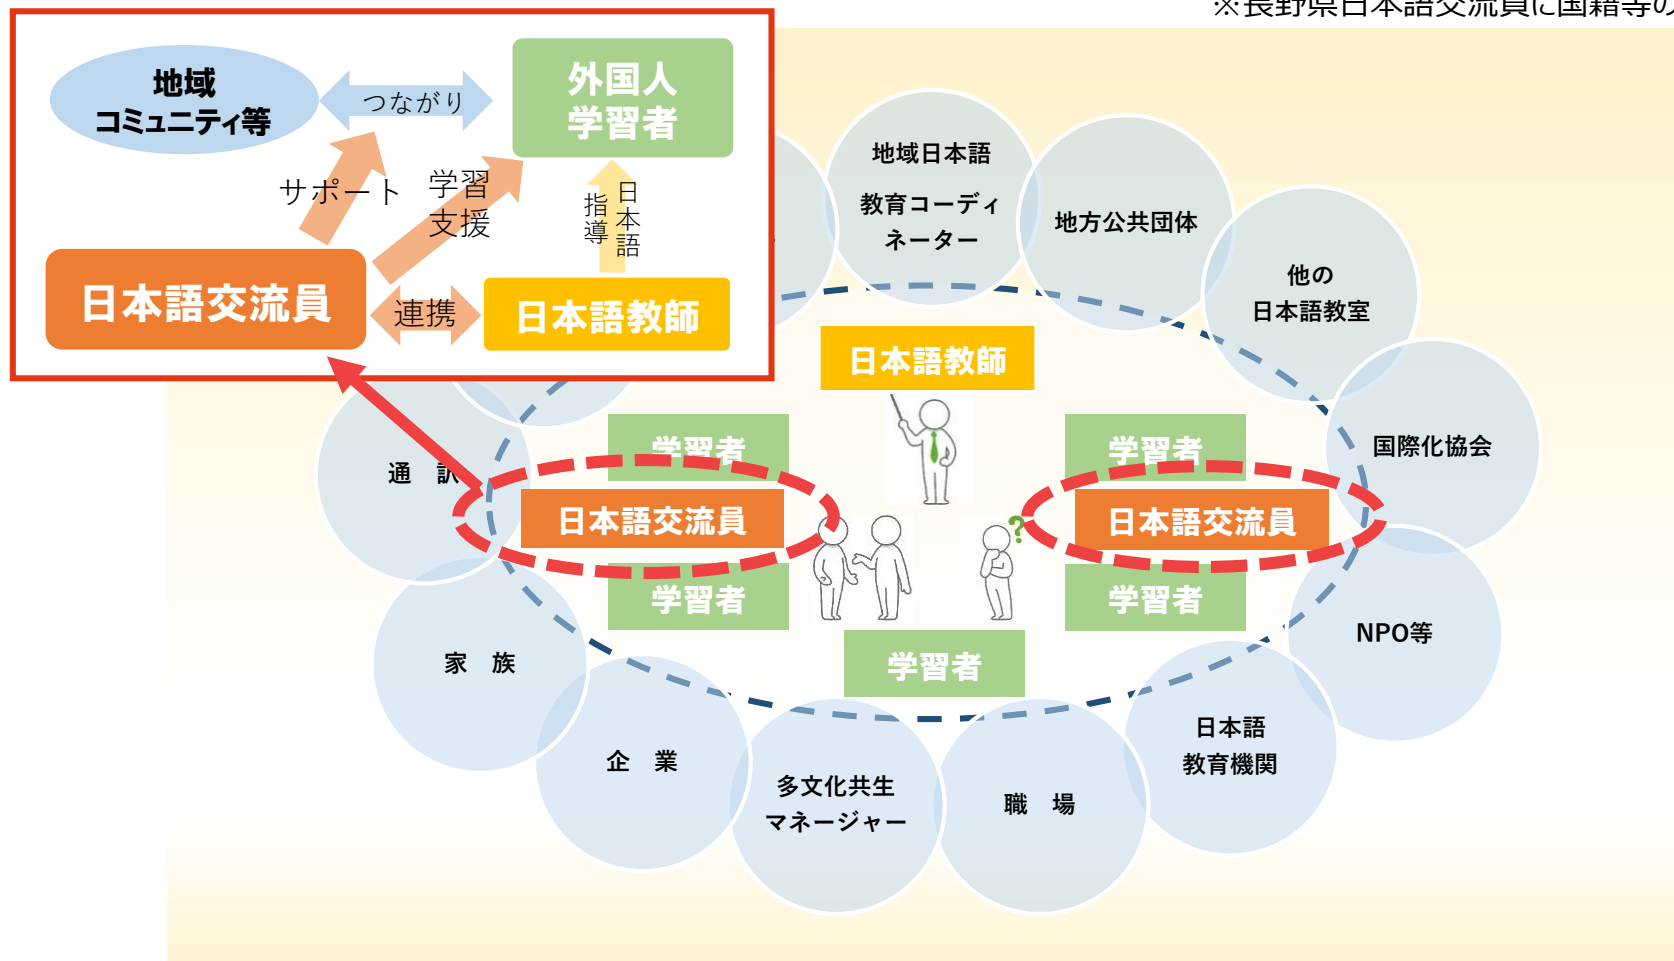 ※長野県日本語交流員に国籍等の
地域
コミュニティ等
つながり
外国人
学習者
サポート
学習
支援
日本語
指導
日本語交流員
連携
日本語教師
地域日本語
教育コーディ
ネーター
地方公共団体
他の
日本語教室
国際化協会
NPO等
日本語
教育機関
職　場
多文化共生
マネージャー
企　業
家　族
通　訳
日本語教師
学習者
日本語交流員
学習者
学習者
日本語交流員
学習者
?
学習者